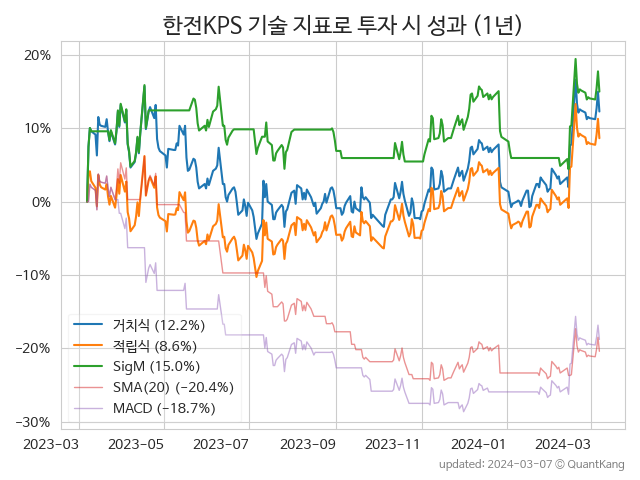 한전KPS 기술 지표로 투자 시 성과 (1년)
20%
10%
0%
−10%
−20%
−30%
거치식 (12.2%)
적립식 (8.6%)
SigM (15.0%)
SMA(20) (−20.4%)
MACD (−18.7%)
2023−03
2023−05
2023−07
2023−09
2023−11
2024−01
2024−03
updated: 2024-03-07 ⓒ QuantKang